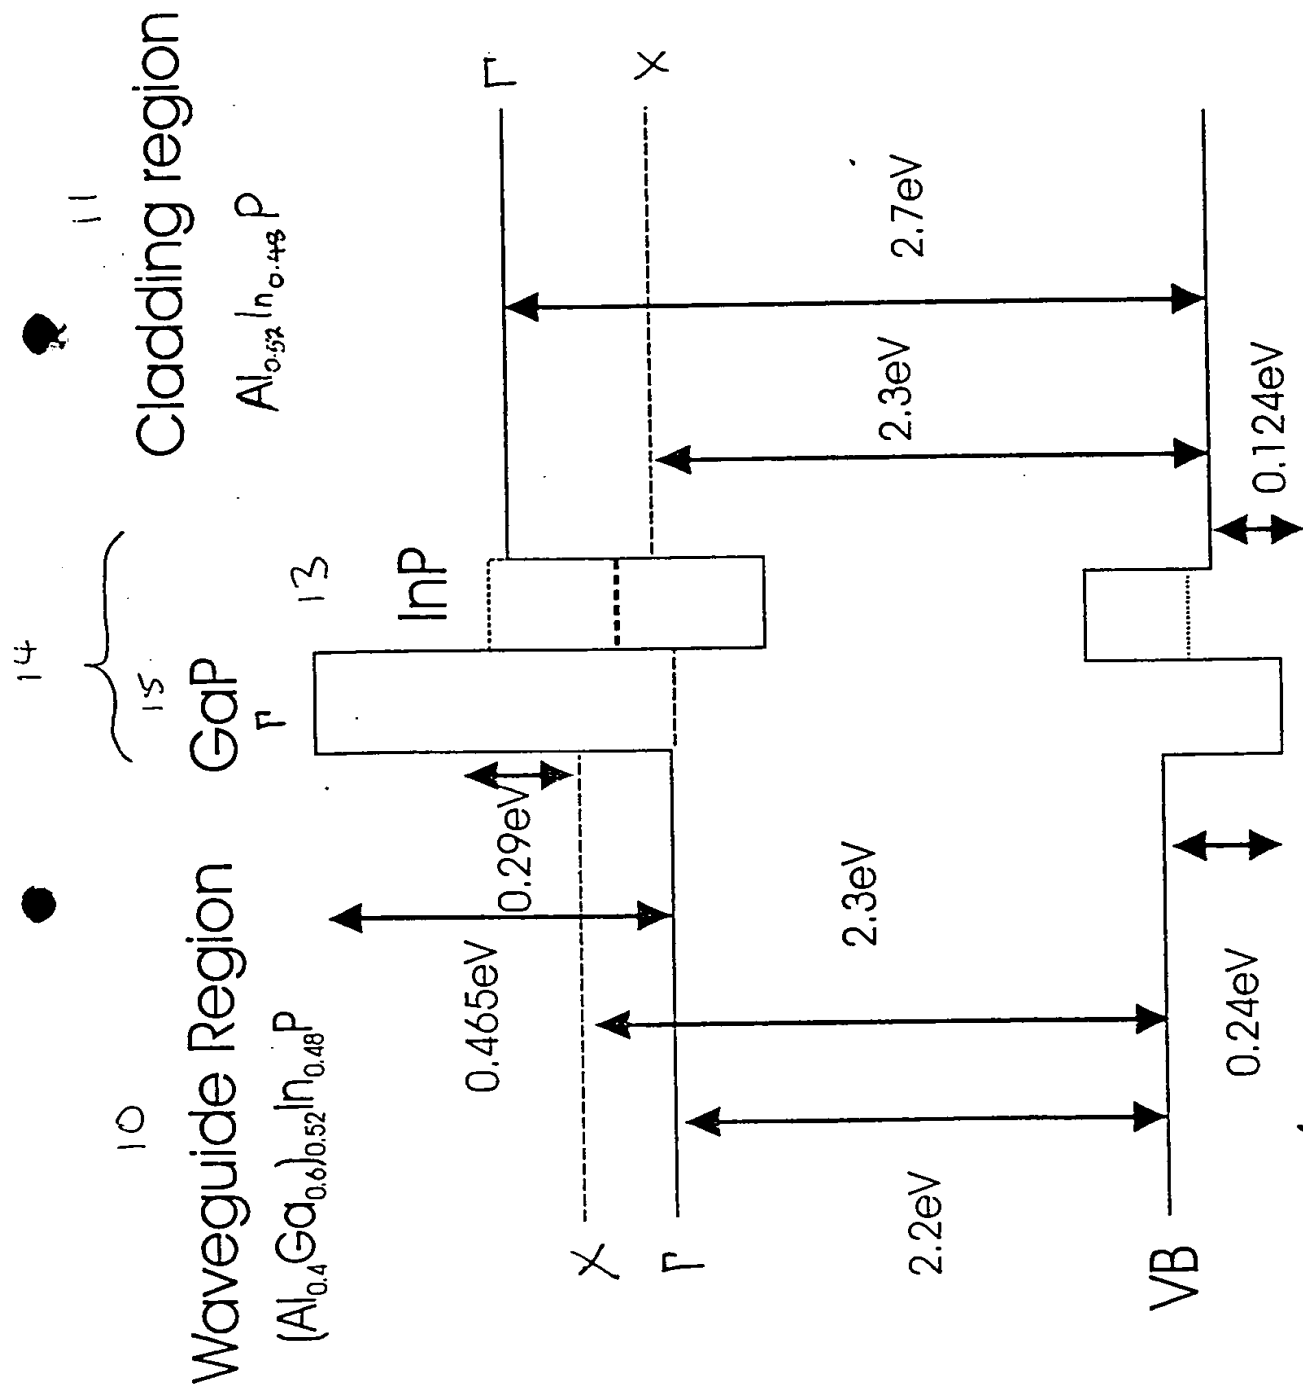 14
10
15
13
11
Waveguide Region
GaP
InP
Cladding region
(Al0.4Ga0.6)0.52In0.48P
Γ
Al0.52In0.48P
0.465eV
0.29eV
X
Γ
Γ
X
2.3eV
2.3eV
2.7eV
2.2eV
VB
0.24eV
0.124eV